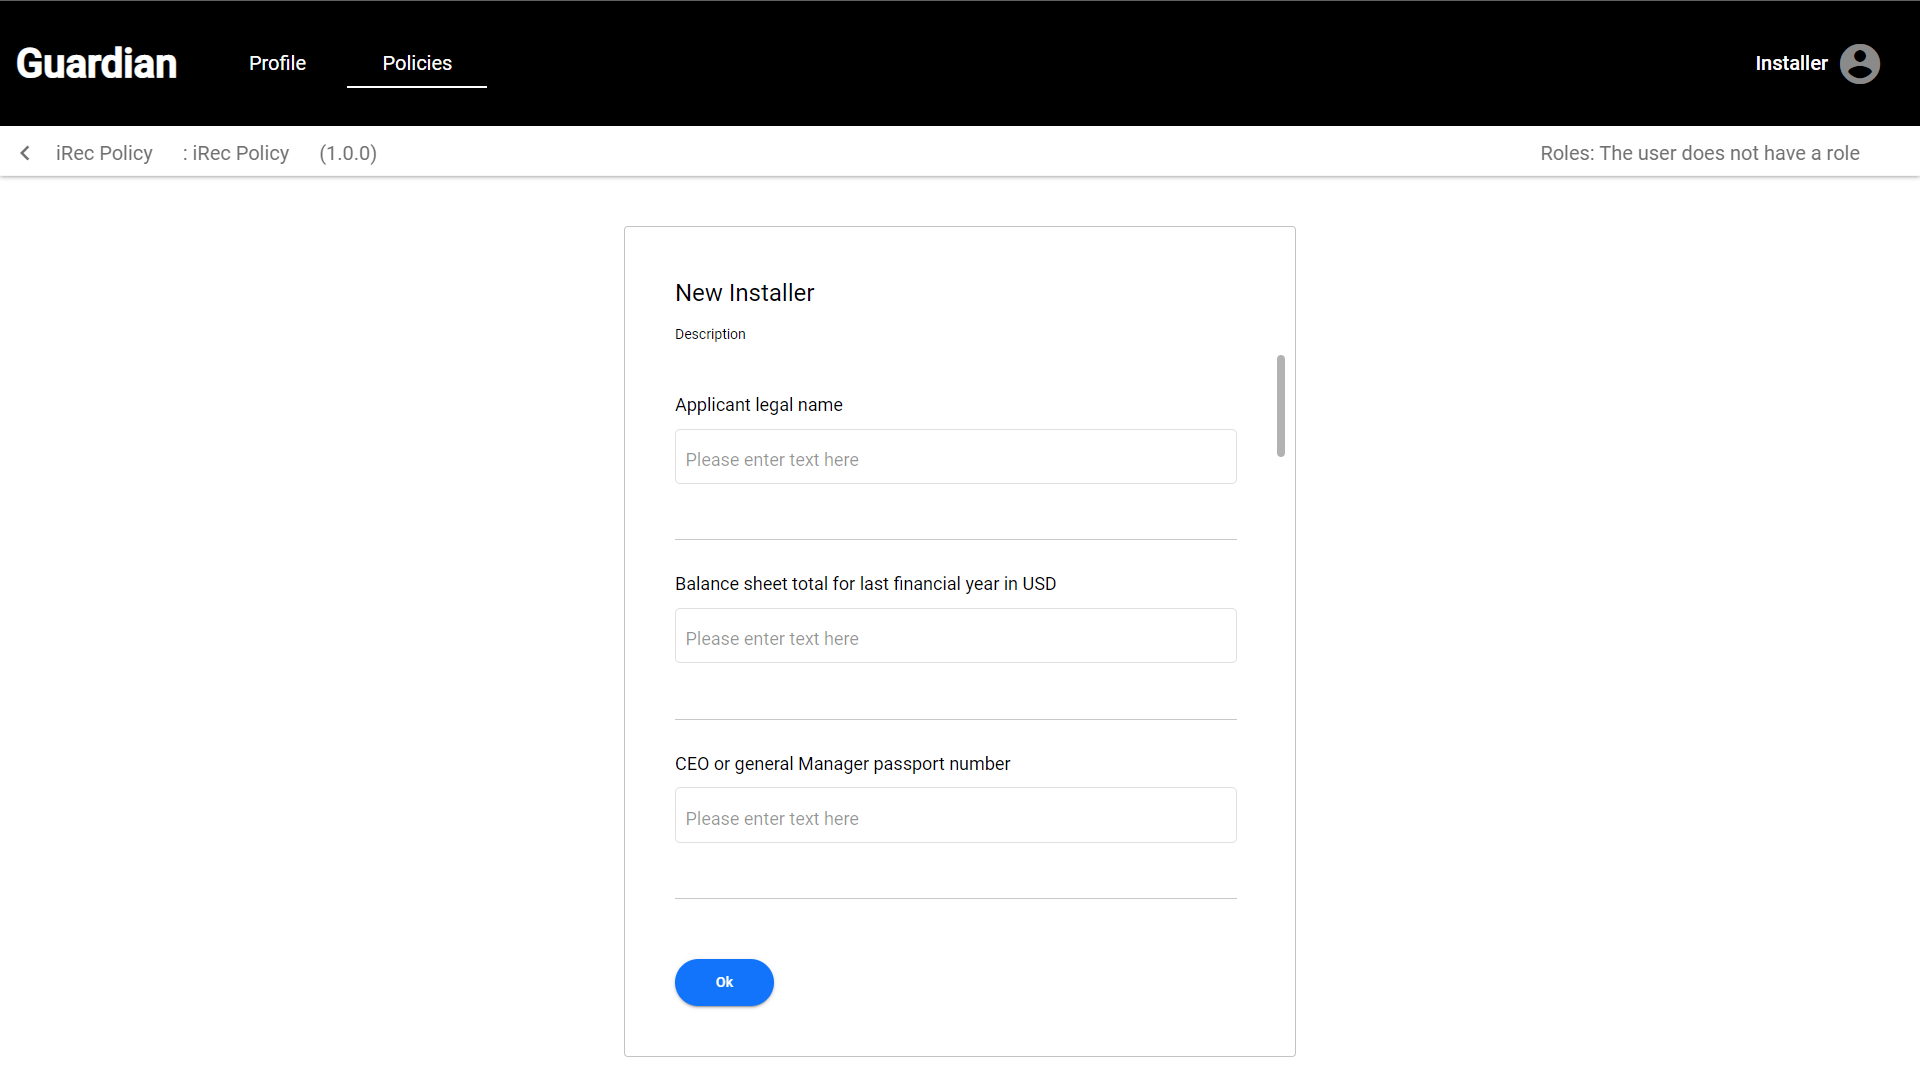 Guardian Profile Policies Installer
iRec Policy : iRec Policy (1.0.0) Roles: The user does not have a role
New Installer
Description
Applicant legal name
Please enter text here
Balance sheet total for last financial year in USD
Please enter text here
CEO or general Manager passport number
Please enter text here
Ok